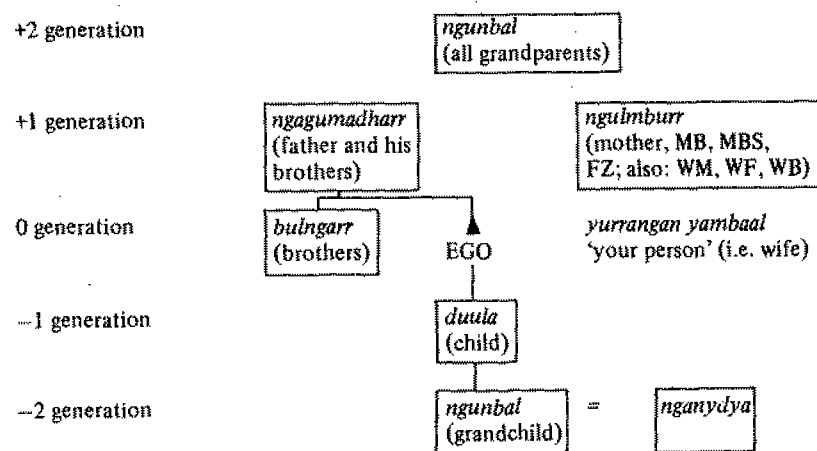 +2 generation
ngunbal
(all grandparents)
+1 generation
ngagumadharr
(father and his
brothers)
ngulmburr
(mother, MB, MBS,
FZ; also: WM, WF, WB)
0 generation
bulngarr
(brothers)
EGO
yurrangan yambaal
'your person' (i.e. wife)
—1 generation
duula
(child)
—2 generation
ngunbal
(grandchild)
=
nganydya